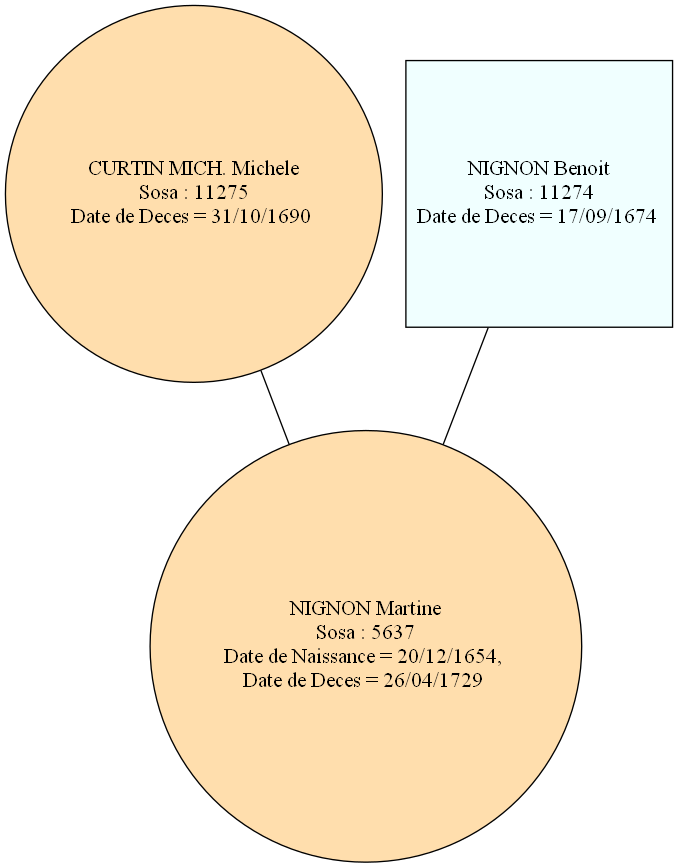 CURTIN MICH. Michele
Sosa : 11275
Date de Deces = 31/10/1690
NIGNON Benoit
Sosa : 11274
Date de Deces = 17/09/1674
NIGNON Martine
Sosa : 5637
Date de Naissance = 20/12/1654,
Date de Deces = 26/04/1729